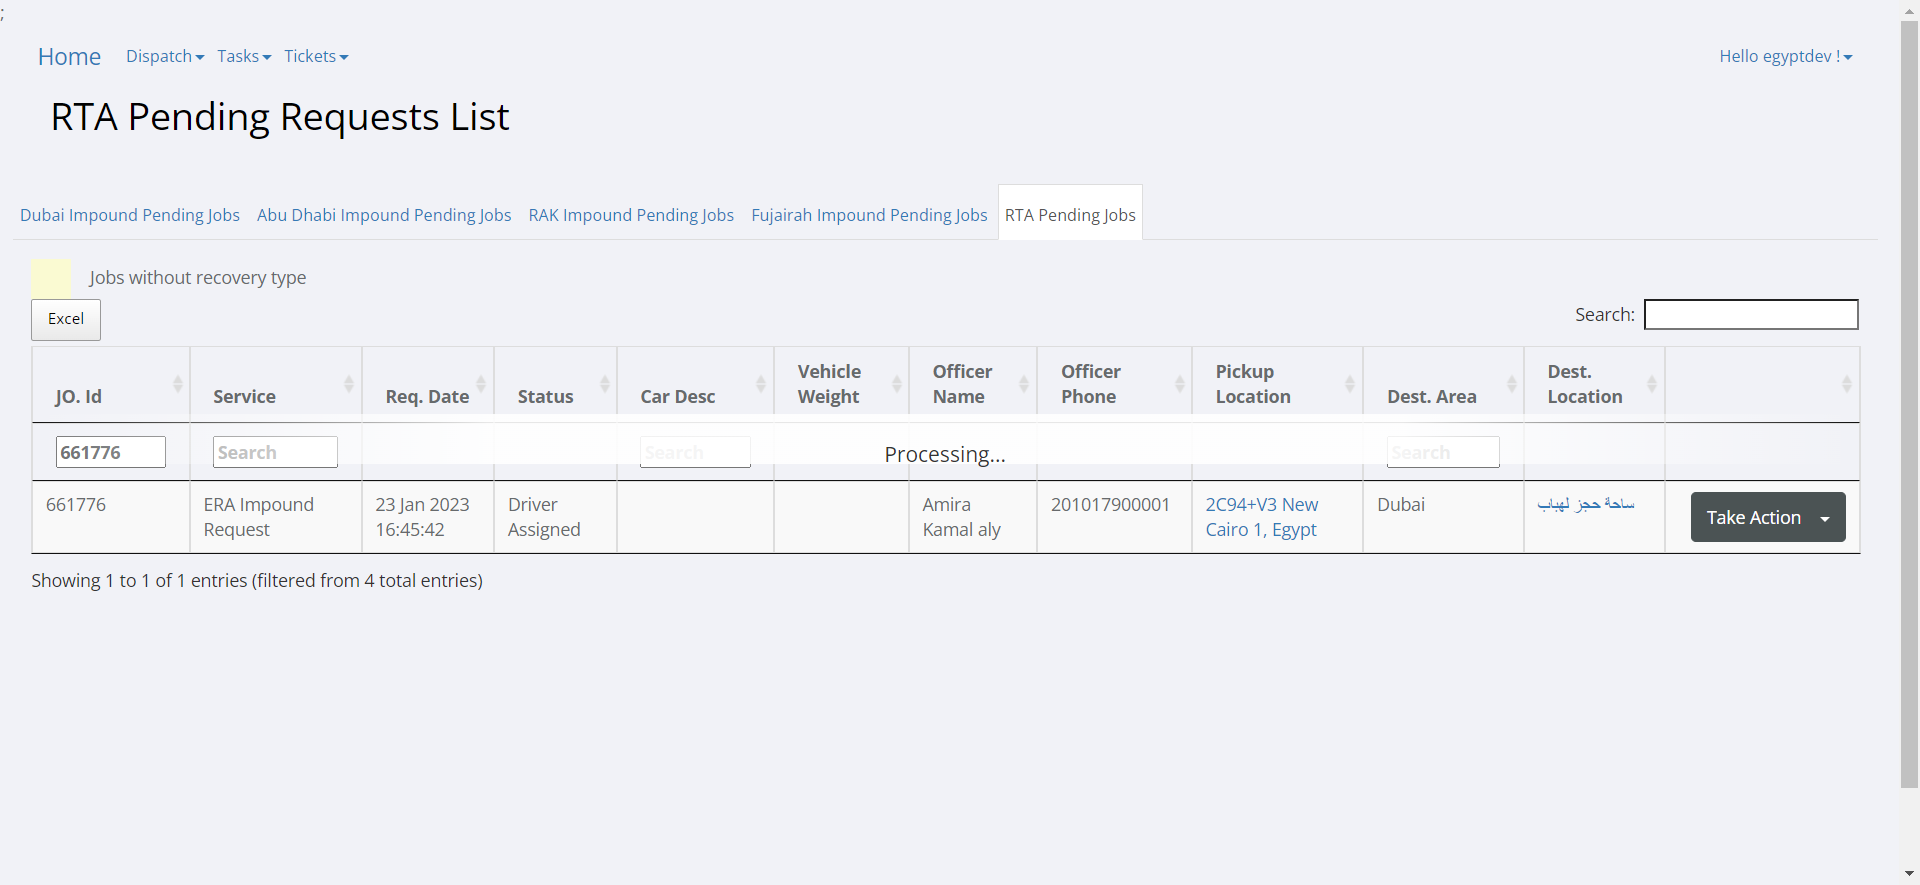 ;
Home Dispatch Tasks Tickets Hello egyptdev !
RTA Pending Requests List
Dubai Impound Pending Jobs Abu Dhabi Impound Pending Jobs RAK Impound Pending Jobs Fujairah Impound Pending Jobs RTA Pending Jobs
Jobs without recovery type
Excel Search:
JO. Id Service Req. Date Status Car Desc Vehicle Weight Officer Name Officer Phone Pickup Location Dest. Area Dest. Location
661776 Search Search Processing... Search
661776 ERA Impound Request 23 Jan 2023 16:45:42 Driver Assigned Amira Kamal aly 201017900001 2C94+V3 New Cairo 1, Egypt Dubai ساحة حجز لهباب Take Action
Showing 1 to 1 of 1 entries (filtered from 4 total entries)